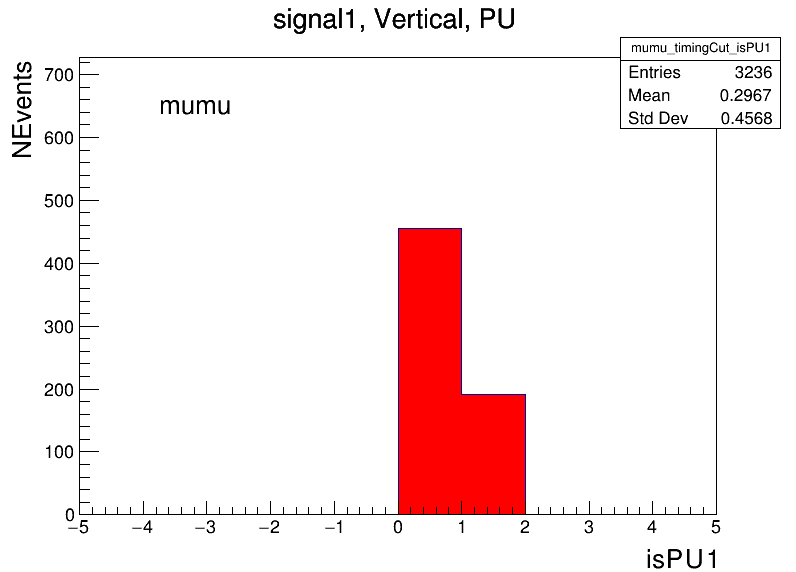 signal1, Vertical, PU
mumu_timingCut_isPU1
Entries 3236
Mean 0.2967
Std Dev 0.4568
NEvents
mumu
700
600
500
400
300
200
100
0
−5 −4 −3 −2 −1 0 1 2 3 4 5
isPU1